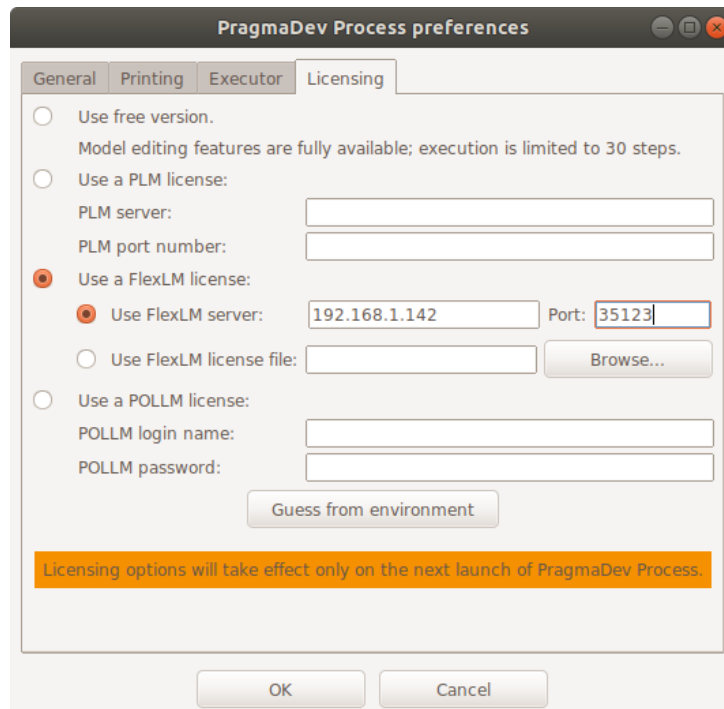 PragmaDev Process preferences
General Printing Executor Licensing
Use free version.
Model editing features are fully available; execution is limited to 30 steps.
Use a PLM license:
PLM server:
PLM port number:
Use a FlexLM license:
Use FlexLM server: 192.168.1.142 Port: 35123
Use FlexLM license file: Browse...
Use a POLLM license:
POLLM login name:
POLLM password:
Guess from environment
Licensing options will take effect only on the next launch of PragmaDev Process.
OK Cancel